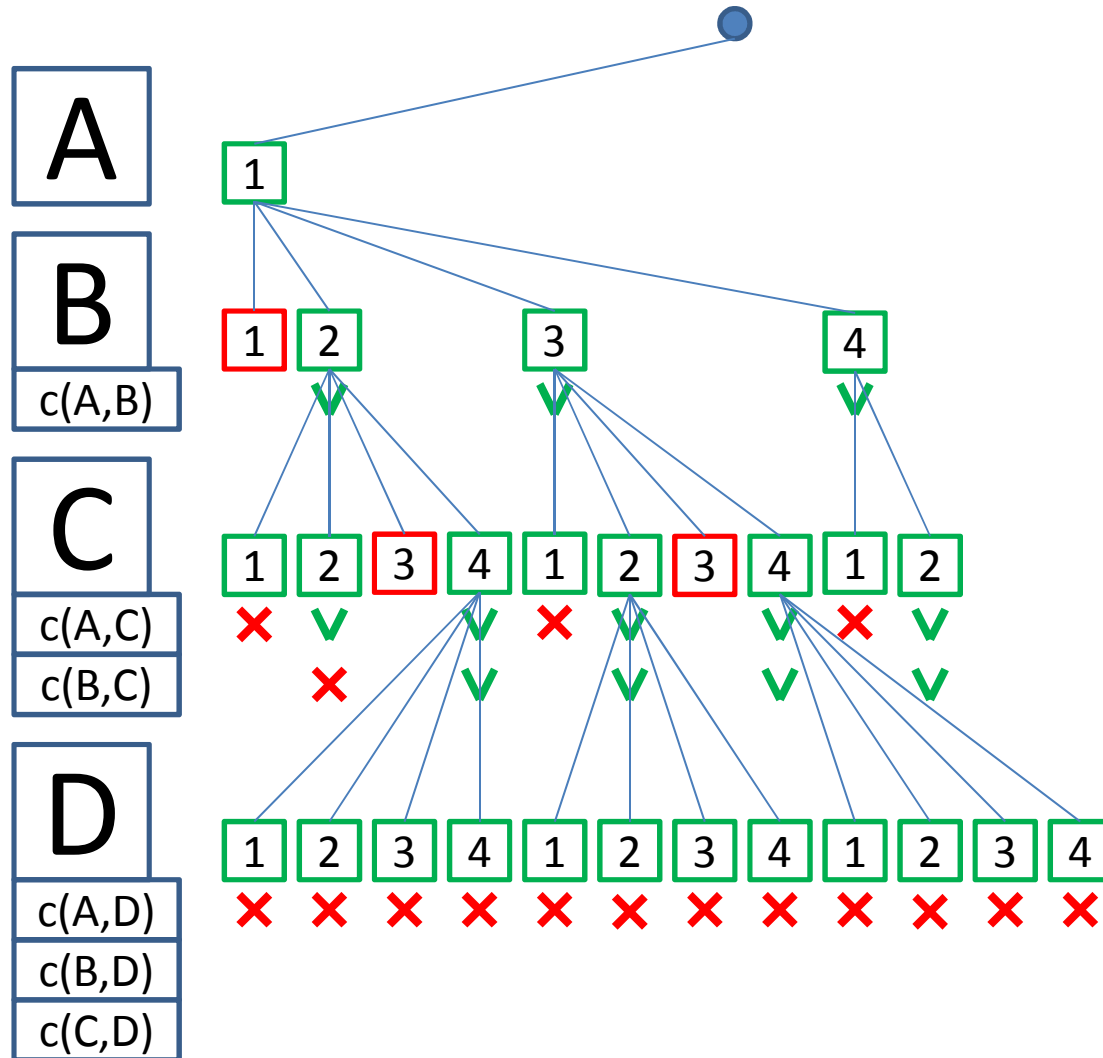 A
1
B
1 2 3 4
c(A,B)
C
1 2 3 4 1 2 3 4 1 2
c(A,C)
c(B,C)
D
1 2 3 4 1 2 3 4 1 2 3 4
c(A,D)
c(B,D)
c(C,D)